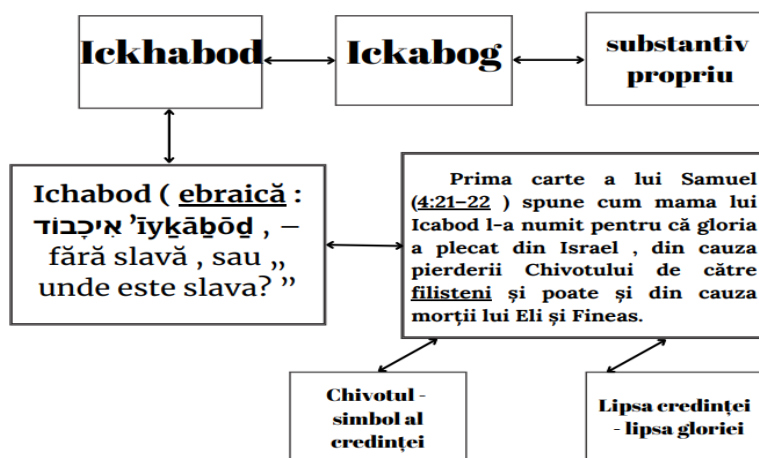 Ickhabod
Ickabog
substantiv
propriu
Ichabod ( ebraică :
אִיכָבוֹד ʼīyḵāḇōḏ , –
fără slavă , sau ,,
unde este slava? ”
Prima carte a lui Samuel
(4:21–22 ) spune cum mama lui
Icabod l-a numit pentru că gloria
a plecat din Israel , din cauza
pierderii Chivotului de către
filisteni și poate și din cauza
morții lui Eli și Fineas.
Chivotul -
simbol al
credinței
Lipsa credinței
- lipsa gloriei